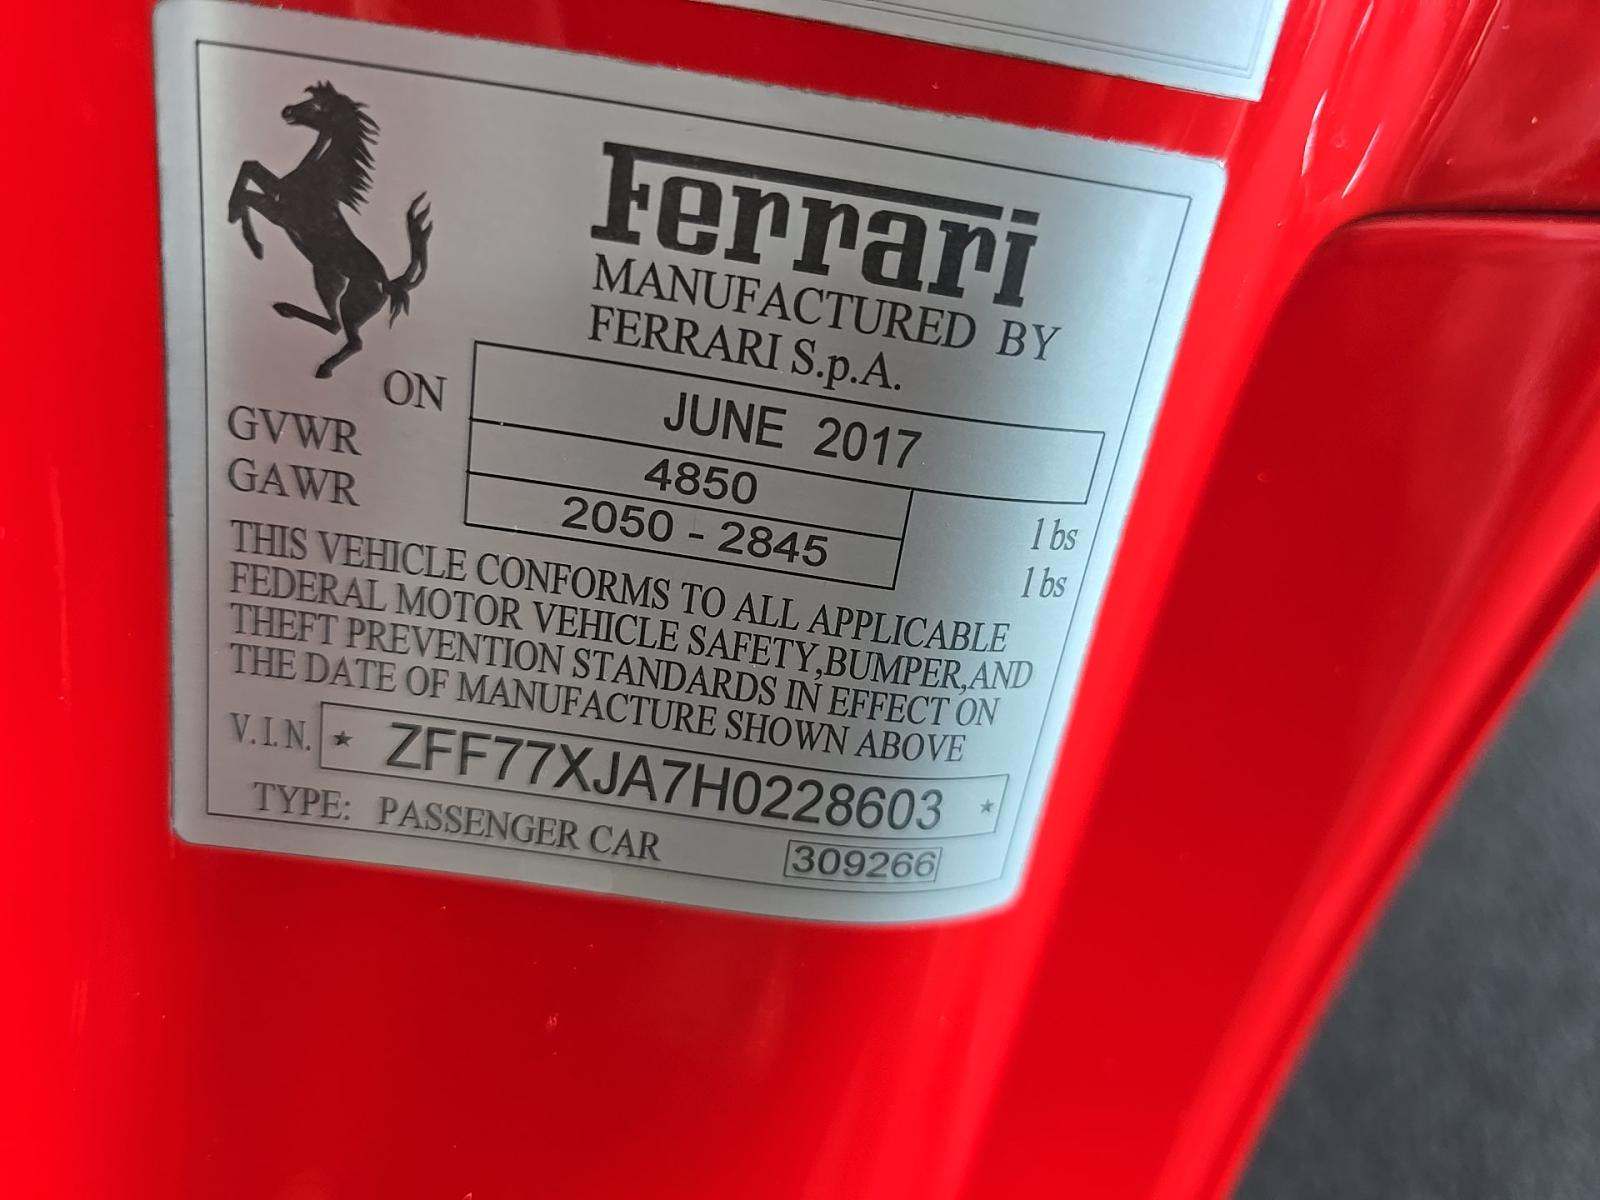 Ferrari
MANUFACTURED BY
FERRARI S.p.A.
ON JUNE 2017
GVWR 4850 lbs
GAWR 2050 - 2845 lbs
THIS VEHICLE CONFORMS TO ALL APPLICABLE
FEDERAL MOTOR VEHICLE SAFETY,BUMPER,AND
THEFT PREVENTION STANDARDS IN EFFECT ON
THE DATE OF MANUFACTURE SHOWN ABOVE
V.I.N. * ZFF77XJA7H0228603 *
TYPE: PASSENGER CAR 309266